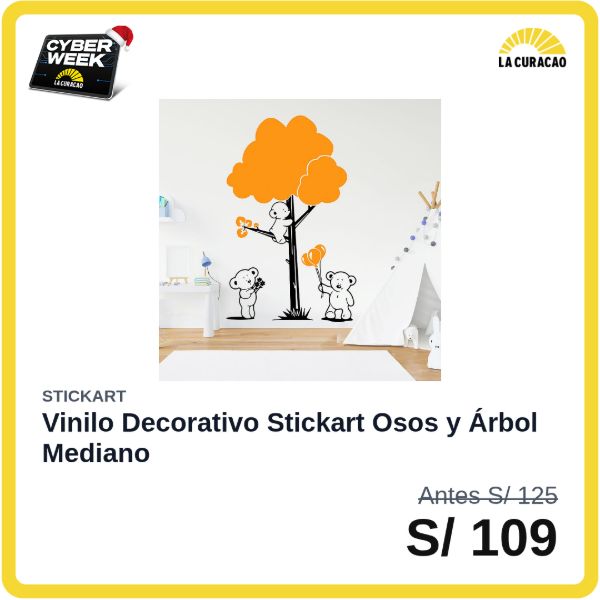 CYBER
WEEK
LA CURACAO
LA CURACAO
STICKART
Vinilo Decorativo Stickart Osos y Árbol
Mediano
Antes S/ 125
S/ 109